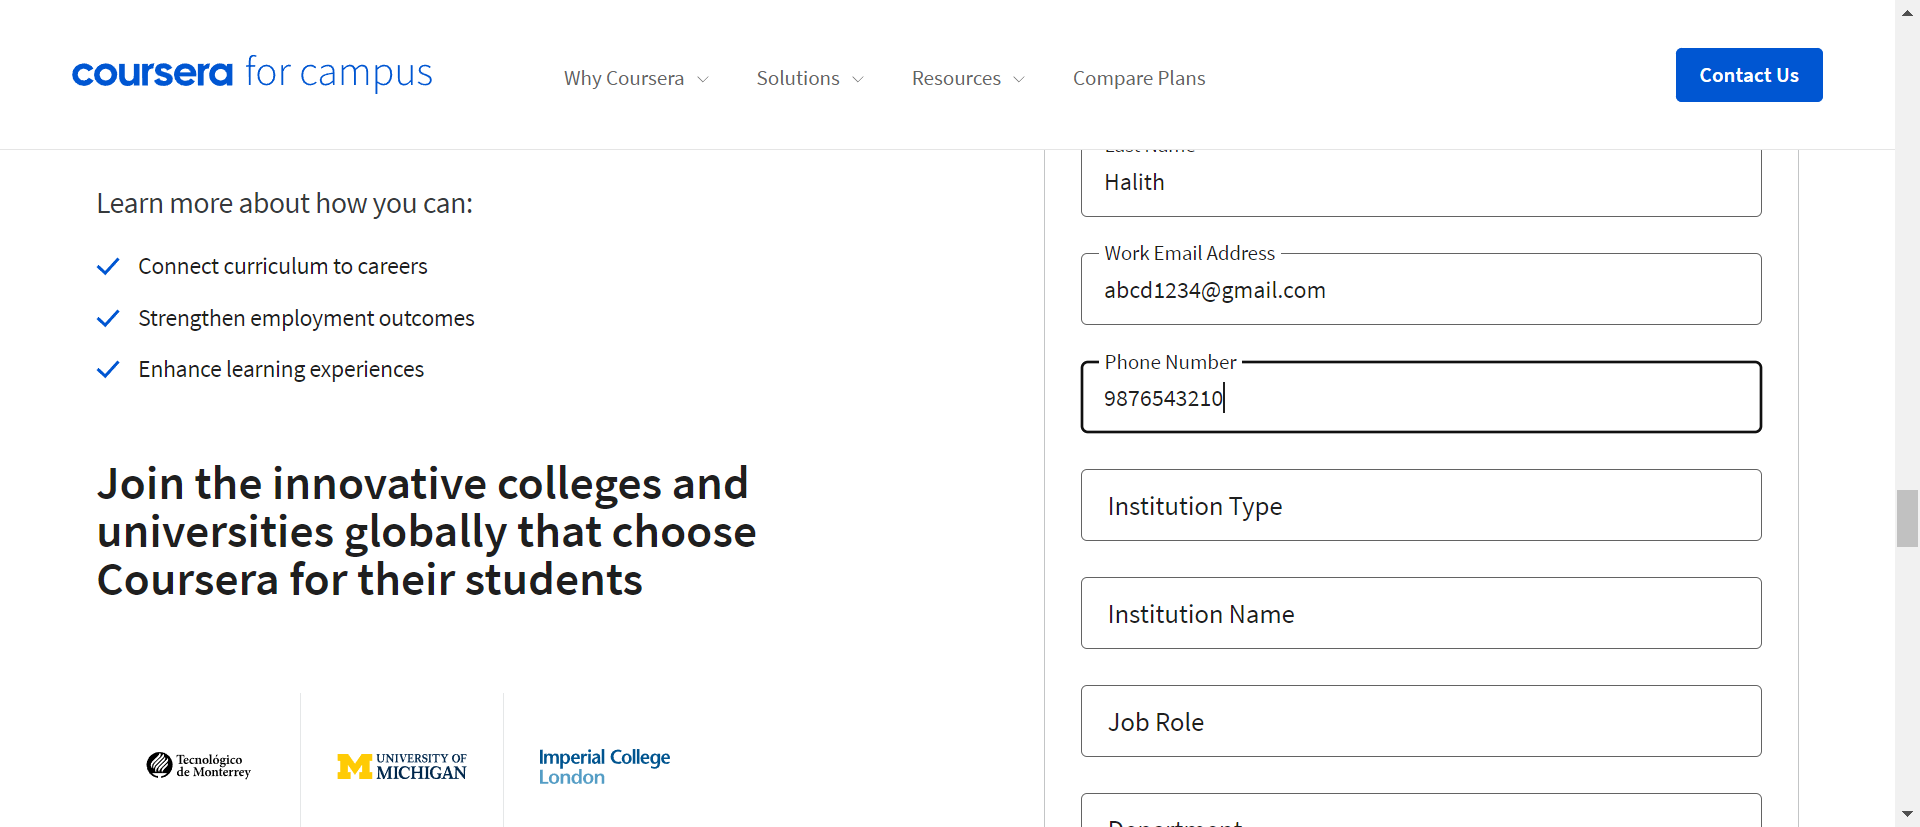 coursera for campus
Why Coursera
Solutions
Resources
Compare Plans
Contact Us
Learn more about how you can:
Connect curriculum to careers
Strengthen employment outcomes
Enhance learning experiences
Join the innovative colleges and
universities globally that choose
Coursera for their students
Tecnológico
de Monterrey
M UNIVERSITY OF
MICHIGAN
Imperial College
London
Last Name
Halith
Work Email Address
abcd1234@gmail.com
Phone Number
9876543210
Institution Type
Institution Name
Job Role
Department